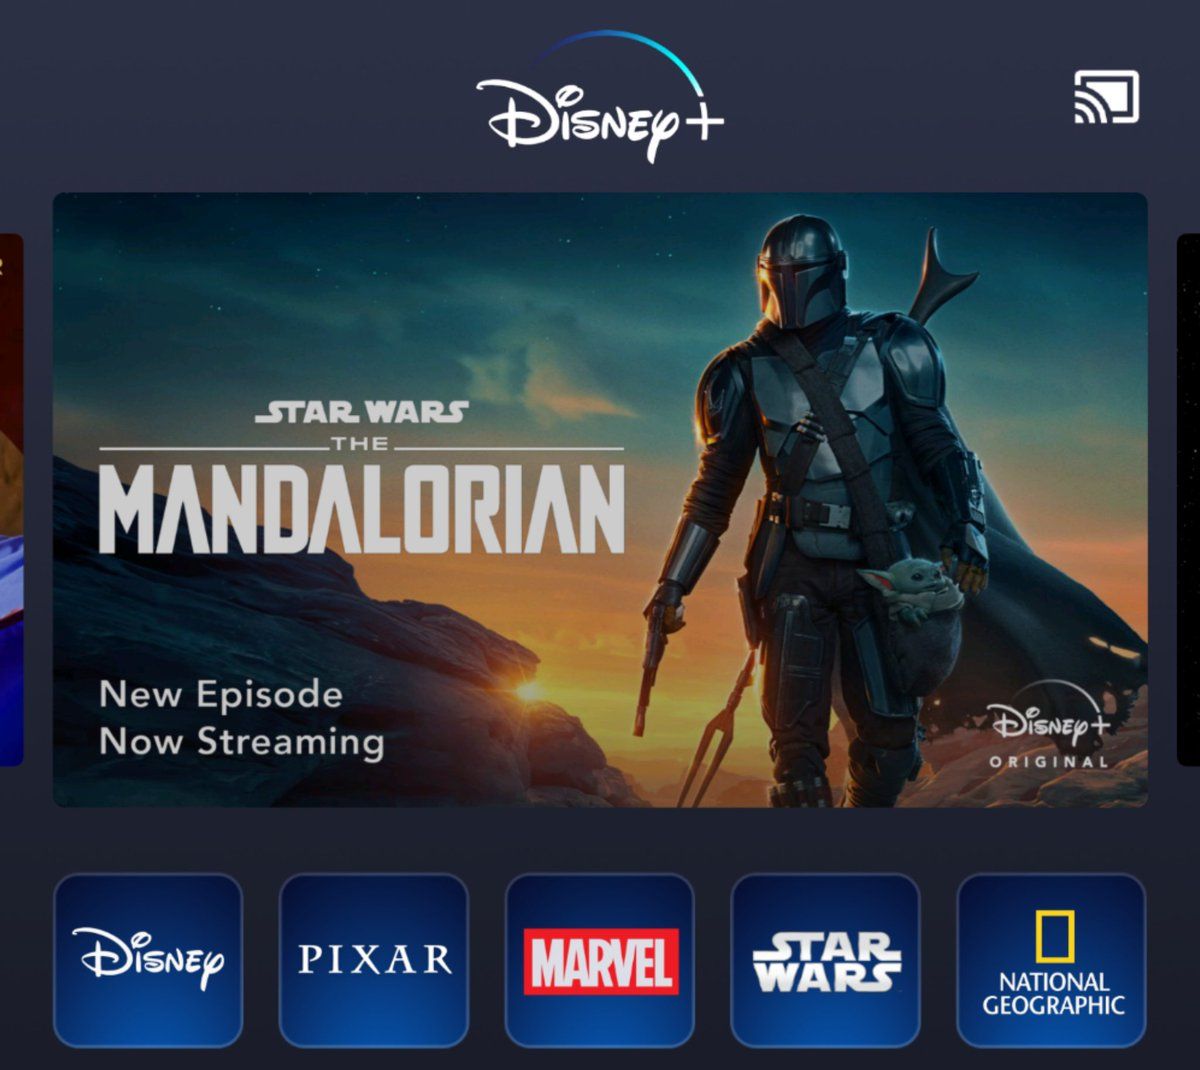 Disney+
STAR WARS
THE
MANDALORIAN
New Episode
Now Streaming
Disney+
ORIGINAL
Disney
PIXAR
MARVEL
STAR
WARS
NATIONAL
GEOGRAPHIC